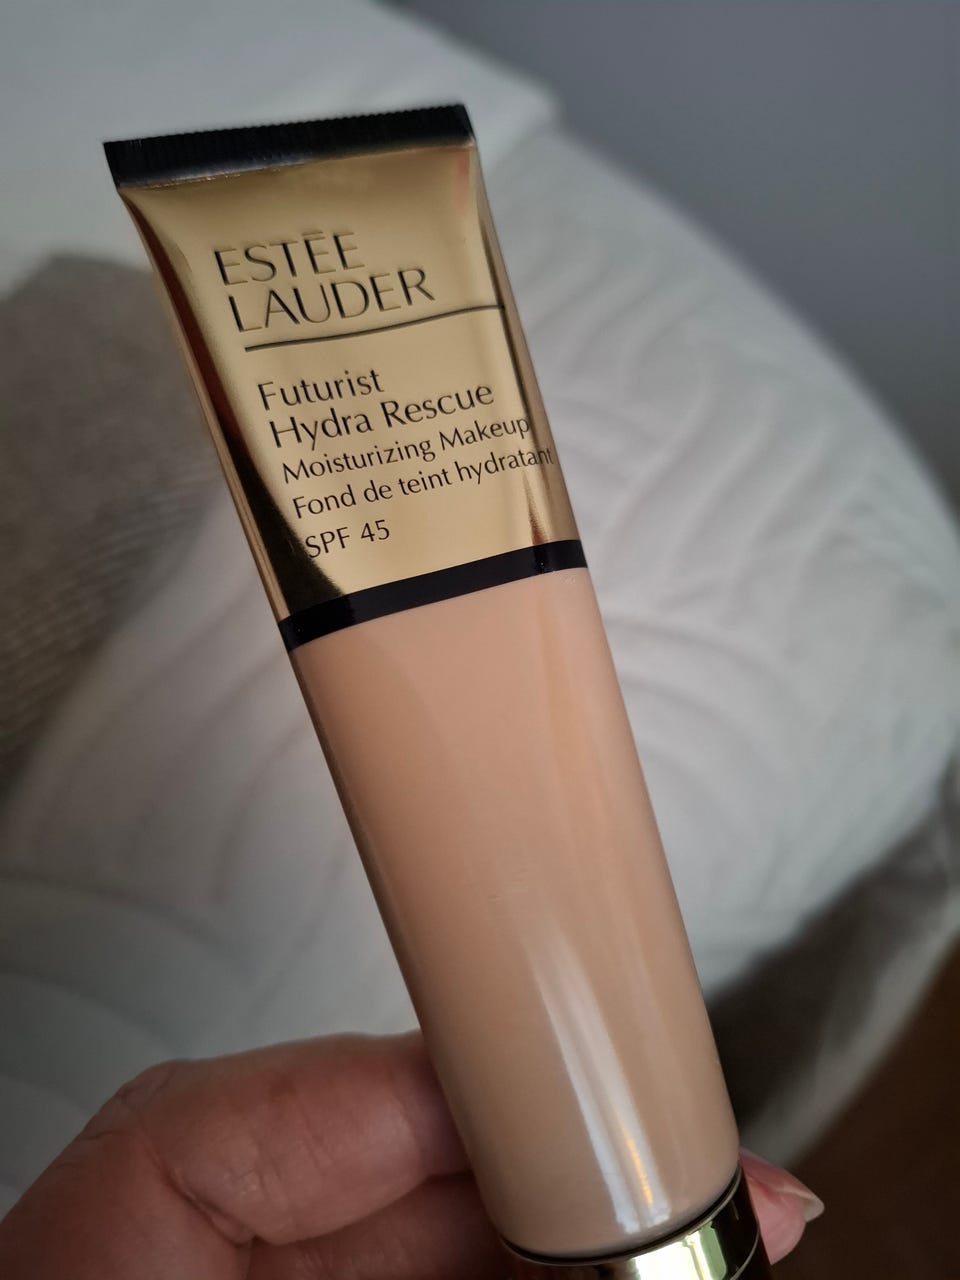 ESTĒE
LAUDER
Futurist
Hydra Rescue
Moisturizing Makeup
Fond de teint hydratant
SPF 45